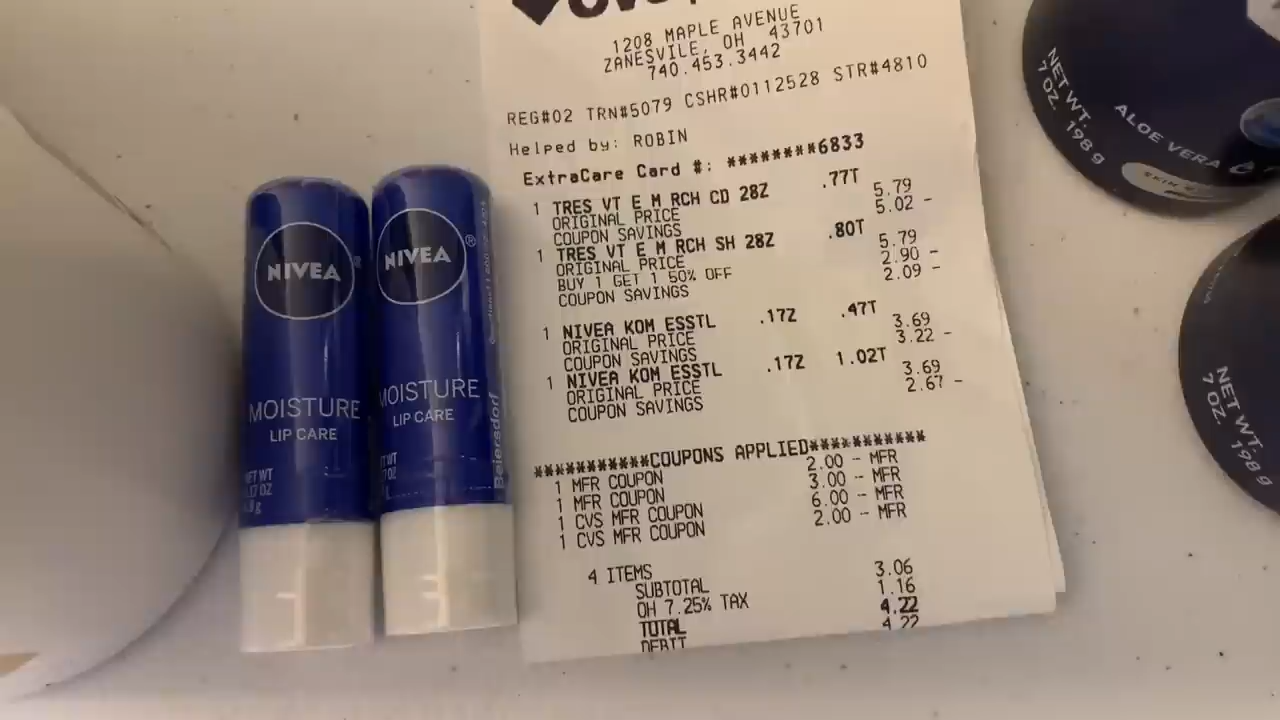 1208 MAPLE AVENUE
ZANESVILE, OH 43701
740.453.3442
REG#02 TRN#5079 CSHR#0112528 STR#4810
Helped by: ROBIN
ExtraCare Card #: ********6833
1 TRES VT E M RCH CD 28Z .77T
ORIGINAL PRICE 5.79
COUPON SAVINGS 5.02 -
1 TRES VT E M RCH SH 28Z .80T
ORIGINAL PRICE 5.79
BUY 1 GET 1 50% OFF 2.90 -
COUPON SAVINGS 2.09 -
1 NIVEA KOM ESSTL .17Z .47T
ORIGINAL PRICE 3.69
COUPON SAVINGS 3.22 -
1 NIVEA KOM ESSTL .17Z 1.02T
ORIGINAL PRICE 3.69
COUPON SAVINGS 2.67 -
***********COUPONS APPLIED***********
1 MFR COUPON 2.00 - MFR
1 MFR COUPON 3.00 - MFR
1 CVS MFR COUPON 6.00 - MFR
1 CVS MFR COUPON 2.00 - MFR
4 ITEMS
SUBTOTAL 3.06
OH 7.25% TAX 1.16
TOTAL 4.22
DEBIT 4.22
NIVEA
MOISTURE
LIP CARE
NIVEA®
MOISTURE
LIP CARE
Beiersdorf
NET WT.
7 OZ. 198 g
ALOE VERA
NET WT.
7 OZ. 198 g